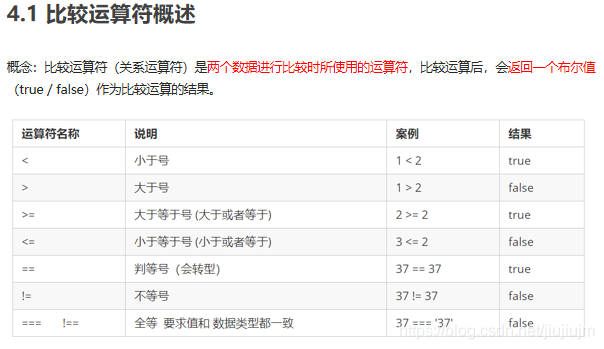 4.1 比较运算符概述
概念：比较运算符（关系运算符）是两个数据进行比较时所使用的运算符，比较运算后，会返回一个布尔值
（true / false）作为比较运算的结果。
运算符名称 说明 案例 结果
< 小于号 1 < 2 true
> 大于号 1 > 2 false
>= 大于等于号 (大于或者等于) 2 >= 2 true
<= 小于等于号 (小于或者等于) 3 <= 2 false
== 判等号（会转型） 37 == 37 true
!= 不等号 37 != 37 false
=== !== 全等 要求值和 数据类型都一致 37 === '37' false
https://blog.csdn.net/jiujiujm